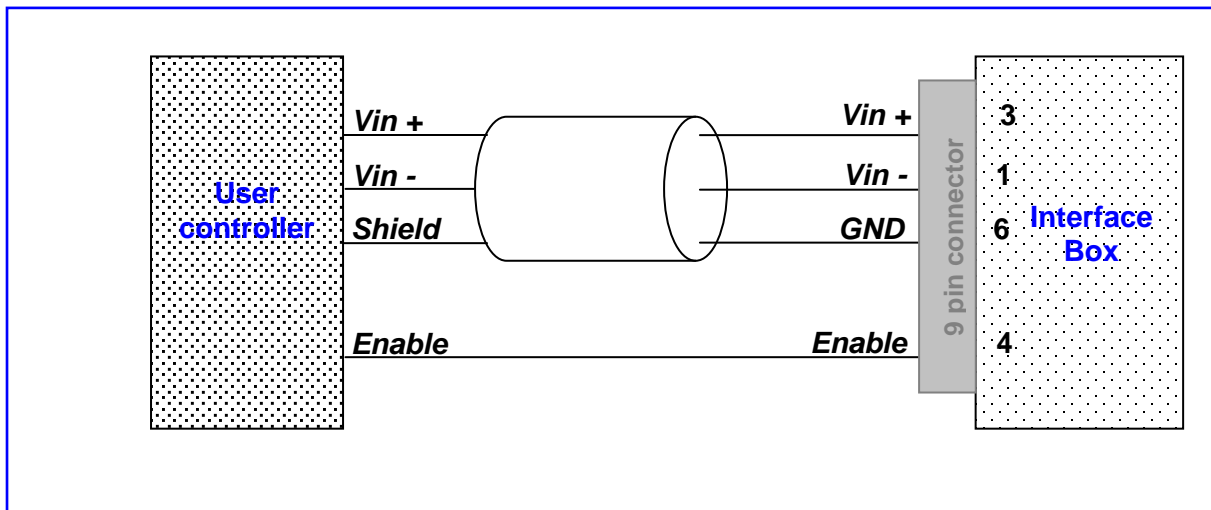 Vin +
Vin +
3
Vin -
Vin -
1
User
controller
Shield
GND
6
Interface
Box
9 pin connector
Enable
Enable
4